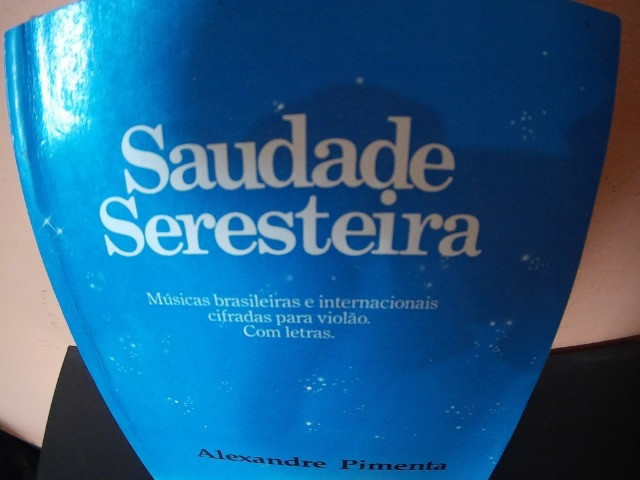 Saudade
Seresteira
Músicas brasileiras e internacionais
cifradas para violão.
Com letras.
Alexandre Pimenta